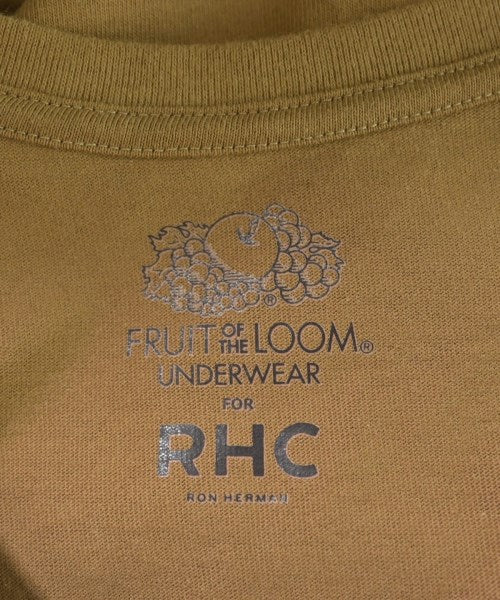 ®
FRUIT OF THE LOOM®
UNDERWEAR
FOR
RHC
RON HERMAN